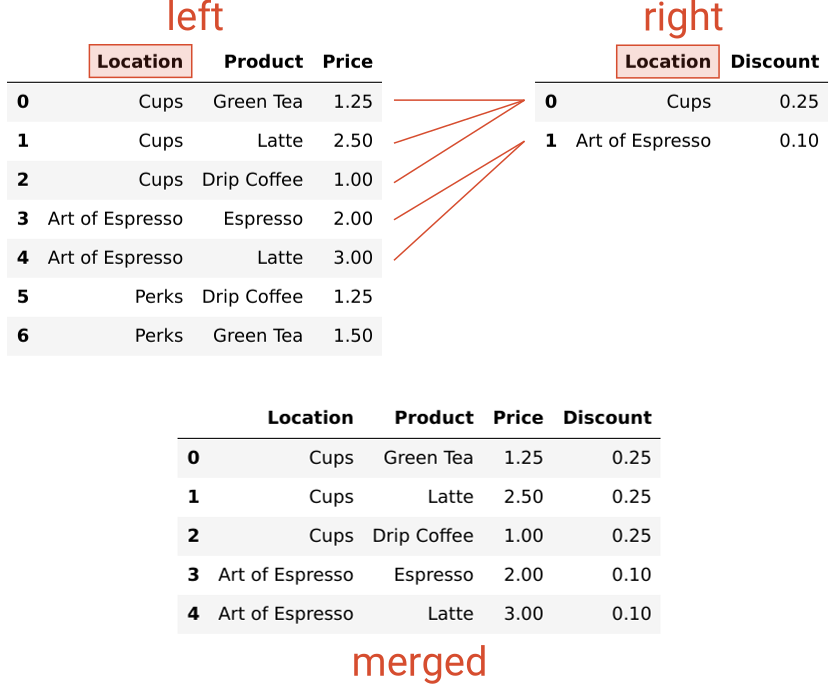 left
Location Product Price
0 Cups Green Tea 1.25
1 Cups Latte 2.50
2 Cups Drip Coffee 1.00
3 Art of Espresso Espresso 2.00
4 Art of Espresso Latte 3.00
5 Perks Drip Coffee 1.25
6 Perks Green Tea 1.50
right
Location Discount
0 Cups 0.25
1 Art of Espresso 0.10
Location Product Price Discount
0 Cups Green Tea 1.25 0.25
1 Cups Latte 2.50 0.25
2 Cups Drip Coffee 1.00 0.25
3 Art of Espresso Espresso 2.00 0.10
4 Art of Espresso Latte 3.00 0.10
merged